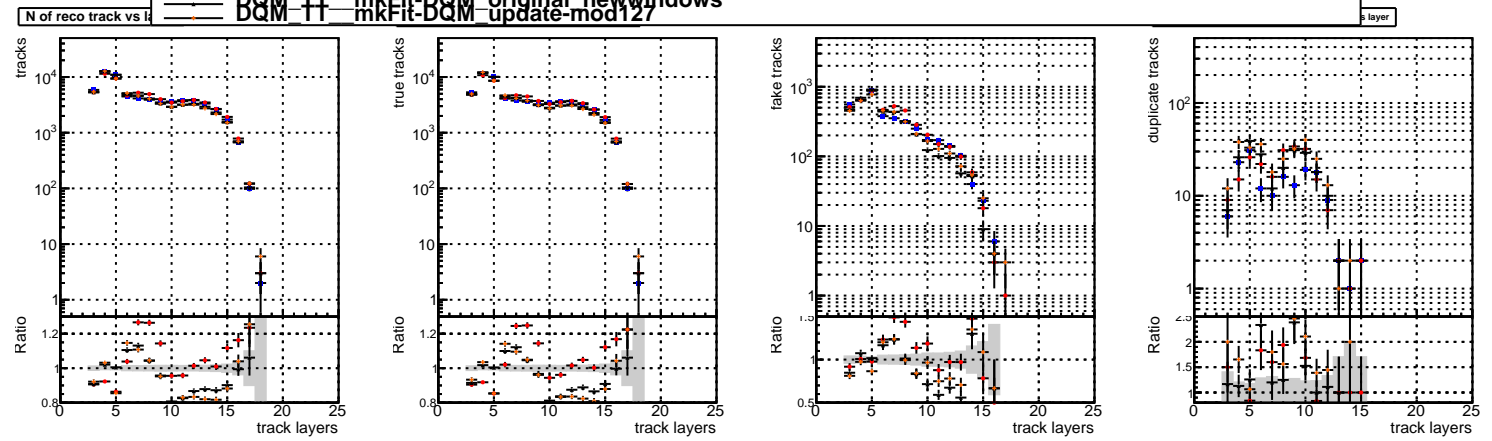 DQM_tt__mkFit-DQM_original_newwindows
DQM_tt__mkFit-DQM_update-mod127
N of reco track vs
s layer
tracks
10⁴
10³
10²
10
1
Ratio
1.2
1
0.8
0 5 10 15 20 25
track layers
true tracks
10⁴
10³
10²
10
1
Ratio
1.2
1
0.8
0 5 10 15 20 25
track layers
fake tracks
10³
10²
10
1
Ratio
1.5
1
0.5
0 5 10 15 20 25
track layers
duplicate tracks
10²
10
1
Ratio
2.5
2
1.5
1
0 5 10 15 20 25
track layers